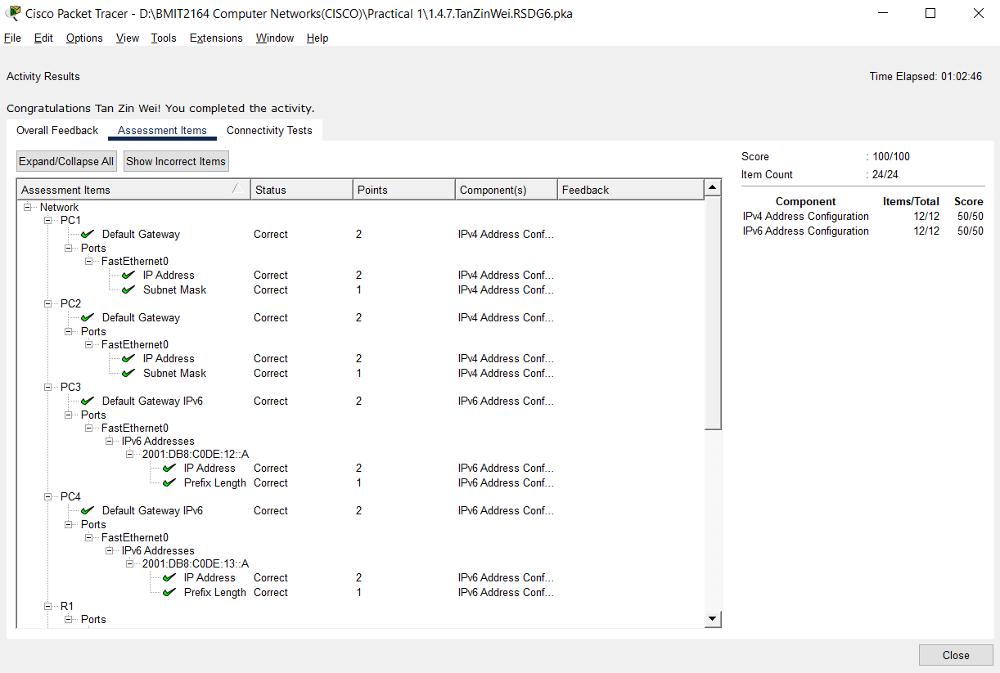 Cisco Packet Tracer - D:\BMIT2164 Computer Networks(CISCO)\Practical 1\1.4.7.TanZinWei.RSDG6.pka
File Edit Options View Tools Extensions Window Help
Activity Results Time Elapsed: 01:02:46
Congratulations Tan Zin Wei! You completed the activity.
Overall Feedback Assessment Items Connectivity Tests
Expand/Collapse All Show Incorrect Items
Assessment Items Status Points Component(s) Feedback
Network
PC1
Default Gateway Correct 2 IPv4 Address Conf...
Ports
FastEthernet0
IP Address Correct 2 IPv4 Address Conf...
Subnet Mask Correct 1 IPv4 Address Conf...
PC2
Default Gateway Correct 2 IPv4 Address Conf...
Ports
FastEthernet0
IP Address Correct 2 IPv4 Address Conf...
Subnet Mask Correct 1 IPv4 Address Conf...
PC3
Default Gateway IPv6 Correct 2 IPv6 Address Conf...
Ports
FastEthernet0
IPv6 Addresses
2001:DB8:C0DE:12::A
IP Address Correct 2 IPv6 Address Conf...
Prefix Length Correct 1 IPv6 Address Conf...
PC4
Default Gateway IPv6 Correct 2 IPv6 Address Conf...
Ports
FastEthernet0
IPv6 Addresses
2001:DB8:C0DE:13::A
IP Address Correct 2 IPv6 Address Conf...
Prefix Length Correct 1 IPv6 Address Conf...
R1
Ports
Score : 100/100
Item Count : 24/24
Component Items/Total Score
IPv4 Address Configuration 12/12 50/50
IPv6 Address Configuration 12/12 50/50
Close